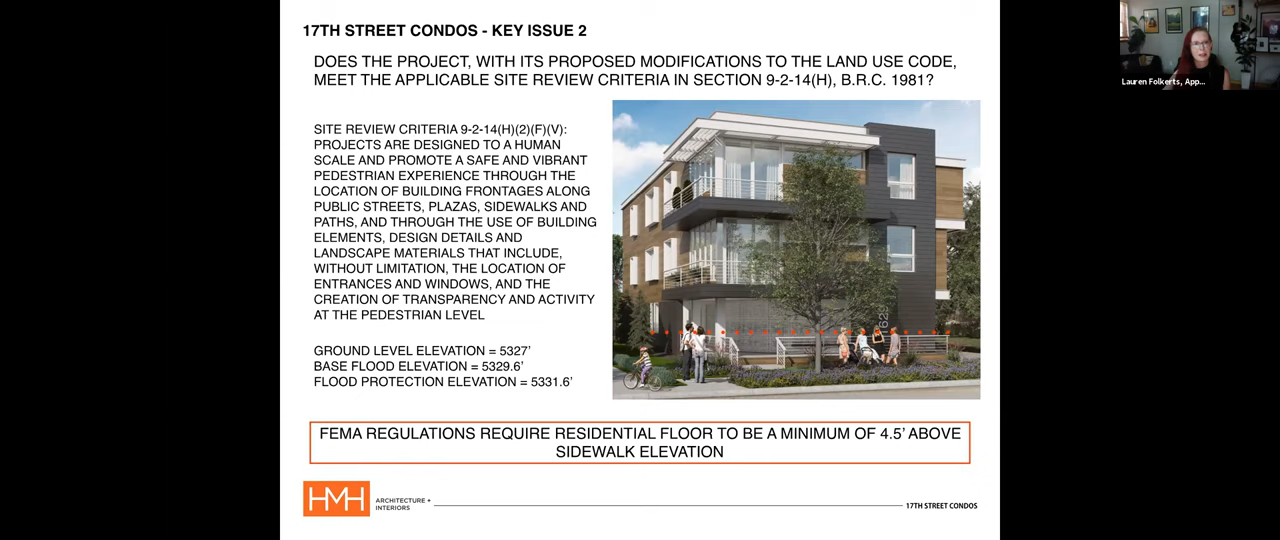 17TH STREET CONDOS - KEY ISSUE 2
DOES THE PROJECT, WITH ITS PROPOSED MODIFICATIONS TO THE LAND USE CODE,
MEET THE APPLICABLE SITE REVIEW CRITERIA IN SECTION 9-2-14(H), B.R.C. 1981?
SITE REVIEW CRITERIA 9-2-14(H)(2)(F)(V):
PROJECTS ARE DESIGNED TO A HUMAN
SCALE AND PROMOTE A SAFE AND VIBRANT
PEDESTRIAN EXPERIENCE THROUGH THE
LOCATION OF BUILDING FRONTAGES ALONG
PUBLIC STREETS, PLAZAS, SIDEWALKS AND
PATHS, AND THROUGH THE USE OF BUILDING
ELEMENTS, DESIGN DETAILS AND
LANDSCAPE MATERIALS THAT INCLUDE,
WITHOUT LIMITATION, THE LOCATION OF
ENTRANCES AND WINDOWS, AND THE
CREATION OF TRANSPARENCY AND ACTIVITY
AT THE PEDESTRIAN LEVEL
GROUND LEVEL ELEVATION = 5327'
BASE FLOOD ELEVATION = 5329.6'
FLOOD PROTECTION ELEVATION = 5331.6'
1629
FEMA REGULATIONS REQUIRE RESIDENTIAL FLOOR TO BE A MINIMUM OF 4.5' ABOVE
SIDEWALK ELEVATION
HMH
ARCHITECTURE +
INTERIORS
17TH STREET CONDOS
Lauren Folkerts, App...